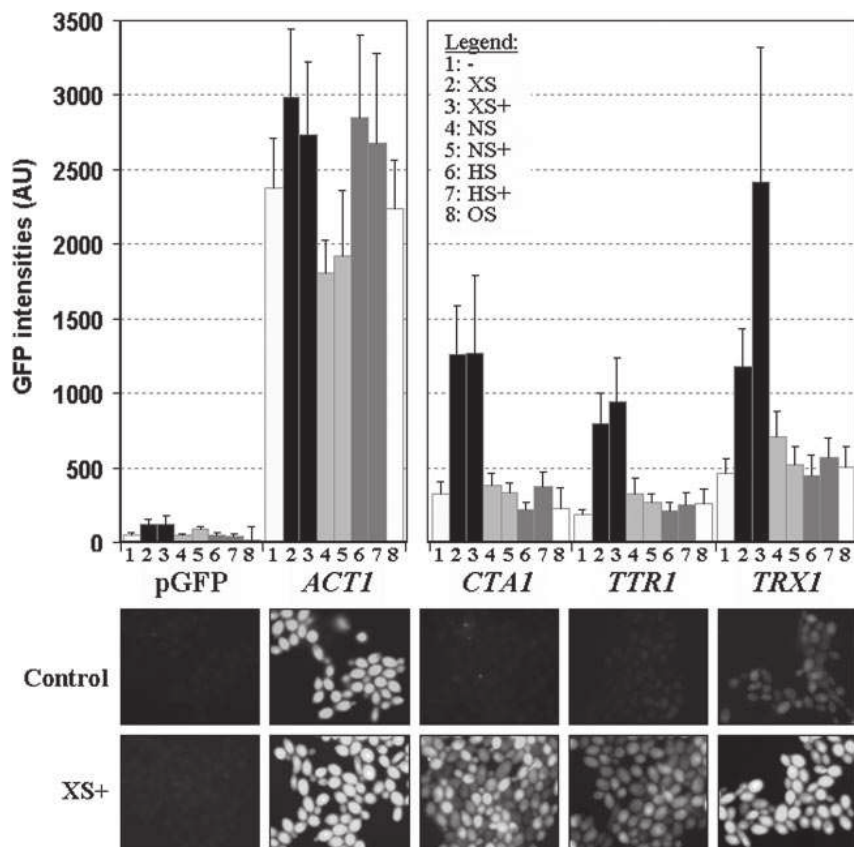 GFP intensities (AU)
3500
3000
2500
2000
1500
1000
500
0
Legend:
1: -
2: XS
3: XS+
4: NS
5: NS+
6: HS
7: HS+
8: OS
1 2 3 4 5 6 7 8 1 2 3 4 5 6 7 8 1 2 3 4 5 6 7 8 1 2 3 4 5 6 7 8 1 2 3 4 5 6 7 8
pGFP ACT1 CTA1 TTR1 TRX1
Control
XS+